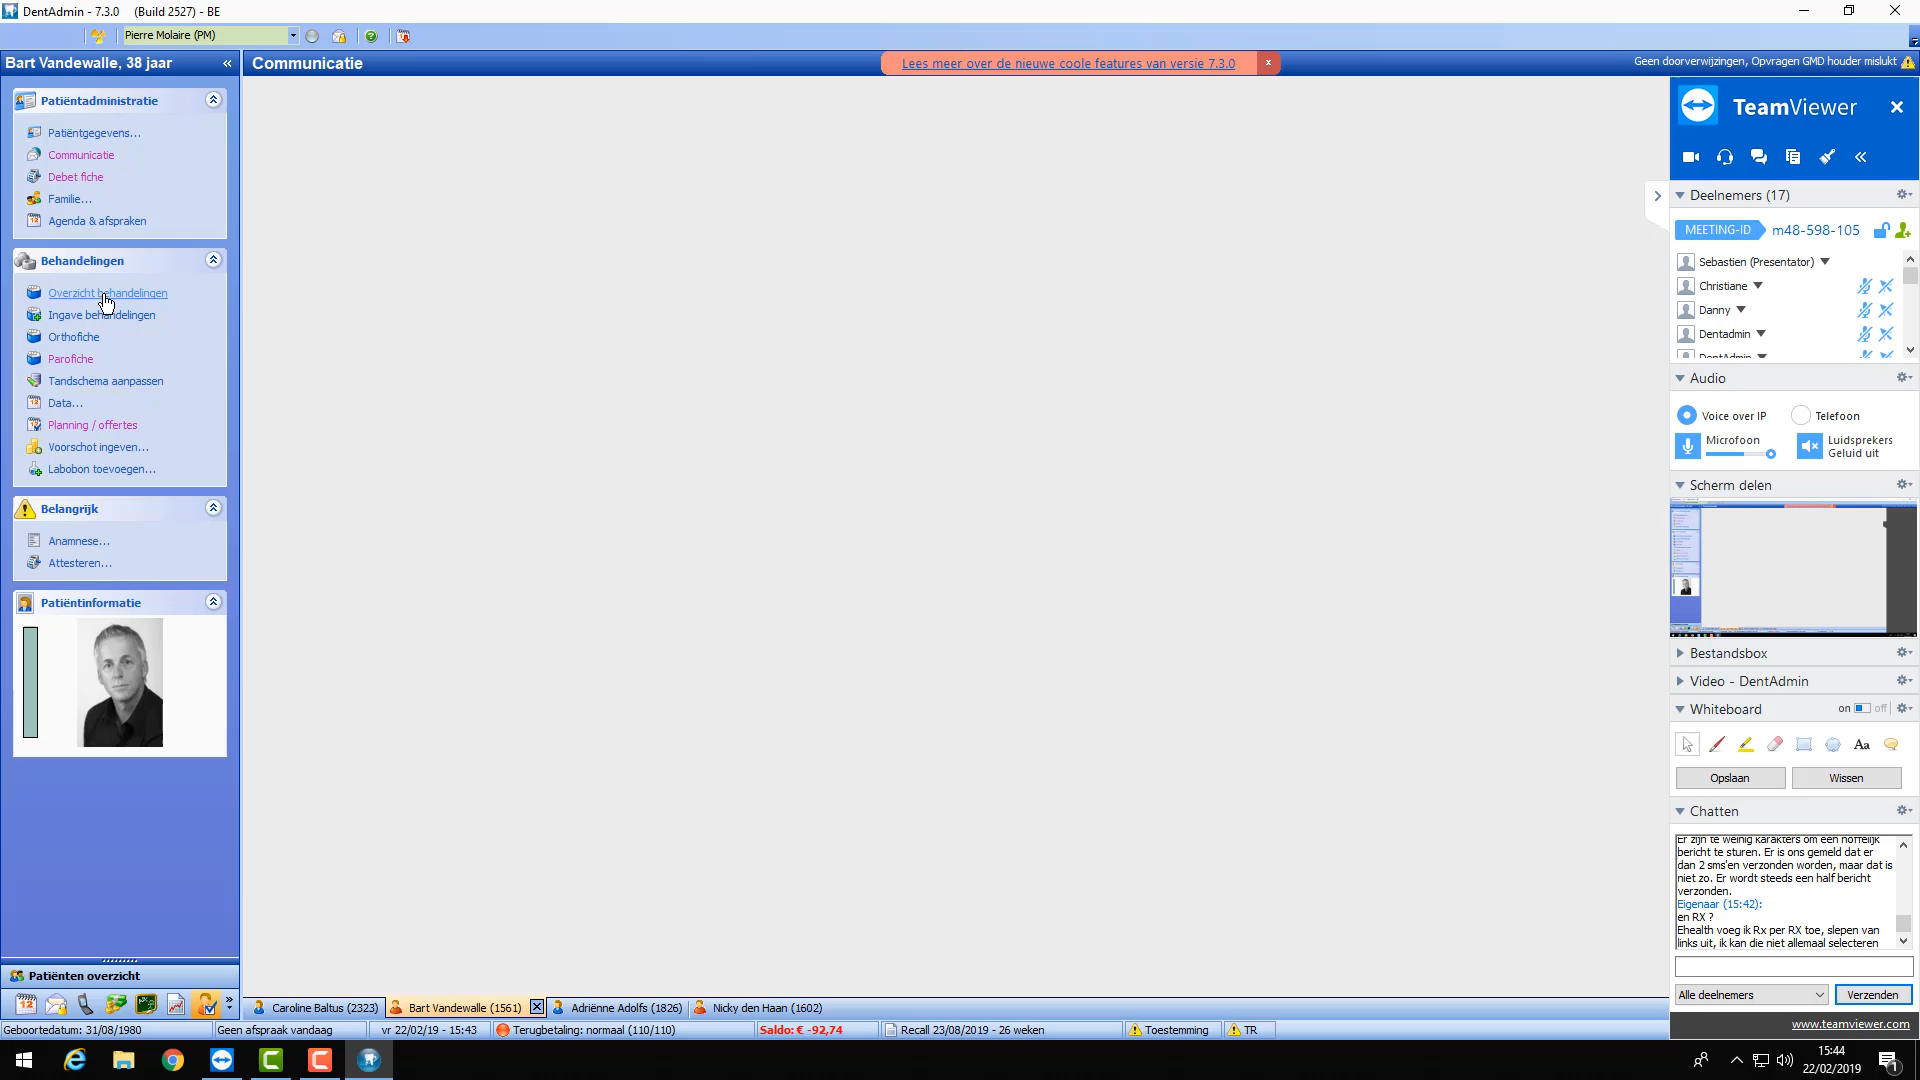 DentAdmin - 7.3.0 (Build 2527) - BE
Pierre Molaire (PM)
Bart Vandewalle, 38 jaar
Communicatie
Lees meer over de nieuwe coole features van versie 7.3.0
x
Geen doorverwijzingen, Opvragen GMD houder mislukt
Patiëntadministratie
Patiëntgegevens...
Communicatie
Debet fiche
Familie...
Agenda & afspraken
Behandelingen
Overzicht behandelingen
Ingave behandelingen
Orthofiche
Parofiche
Tandschema aanpassen
Data...
Planning / offertes
Voorschot ingeven...
Labobon toevoegen...
Belangrijk
Anamnese...
Attesteren...
Patiëntinformatie
Patiënten overzicht
TeamViewer
Deelnemers (17)
MEETING-ID m48-598-105
Sebastien (Presentator)
Christiane
Danny
Dentadmin
DentAdmin
Audio
Voice over IP
Telefoon
Microfoon
Luidsprekers
Geluid uit
Scherm delen
Bestandsbox
Video - DentAdmin
Whiteboard
on off
Aa
Opslaan
Wissen
Chatten
Er zijn te weinig karakters om een hoffelijk
bericht te sturen. Er is ons gemeld dat er
dan 2 sms'en verzonden worden, maar dat is
niet zo. Er wordt steeds een half bericht
verzonden.
Eigenaar (15:42):
en RX ?
Ehealth voeg ik Rx per RX toe, slepen van
links uit, ik kan die niet allemaal selecteren
Alle deelnemers
Verzenden
www.teamviewer.com
Caroline Baltus (2323)
Bart Vandewalle (1561)
Adriënne Adolfs (1826)
Nicky den Haan (1602)
Geboortedatum: 31/08/1980
Geen afspraak vandaag
vr 22/02/19 - 15:43
Terugbetaling: normaal (110/110)
Saldo: € -92,74
Recall 23/08/2019 - 26 weken
Toestemming
TR
15:44
22/02/2019
1